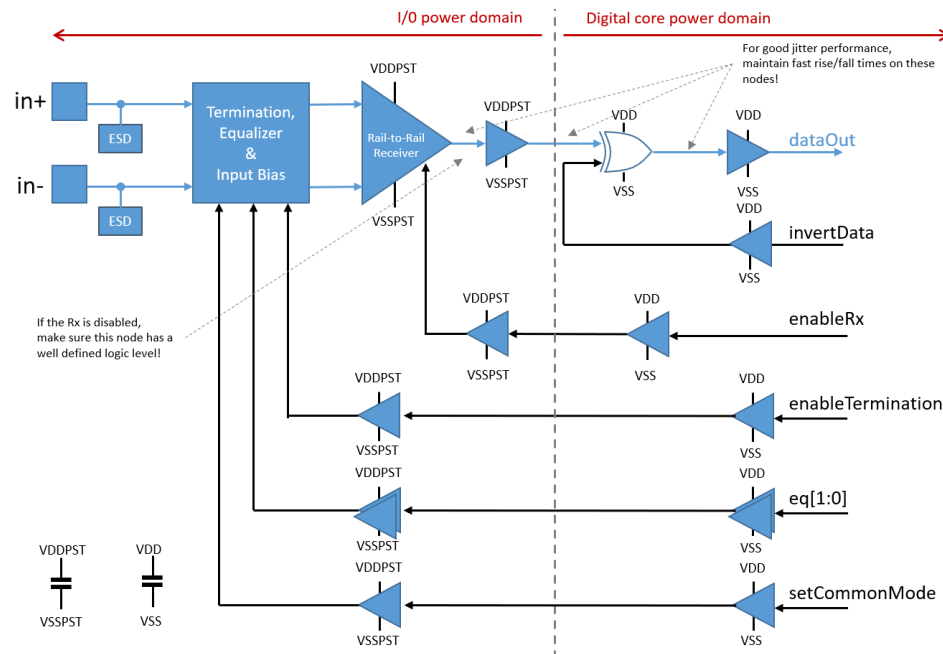 I/0 power domain
Digital core power domain
For good jitter performance,
maintain fast rise/fall times on these
nodes!
VDDPST
in+
ESD
Termination,
Equalizer
&
Input Bias
Rail-to-Rail
Receiver
VDDPST
VSSPST
VDD
VSS
VDD
VSS
dataOut
in-
ESD
VSSPST
VDD
VSS
invertData
If the Rx is disabled,
make sure this node has a
well defined logic level!
VDDPST
VSSPST
VDD
VSS
enableRx
VDDPST
VSSPST
VDD
VSS
enableTermination
VDDPST
VSSPST
VDD
VSS
eq[1:0]
VDDPST
VSSPST
VDD
VSS
VDDPST
VSSPST
VDD
VSS
setCommonMode